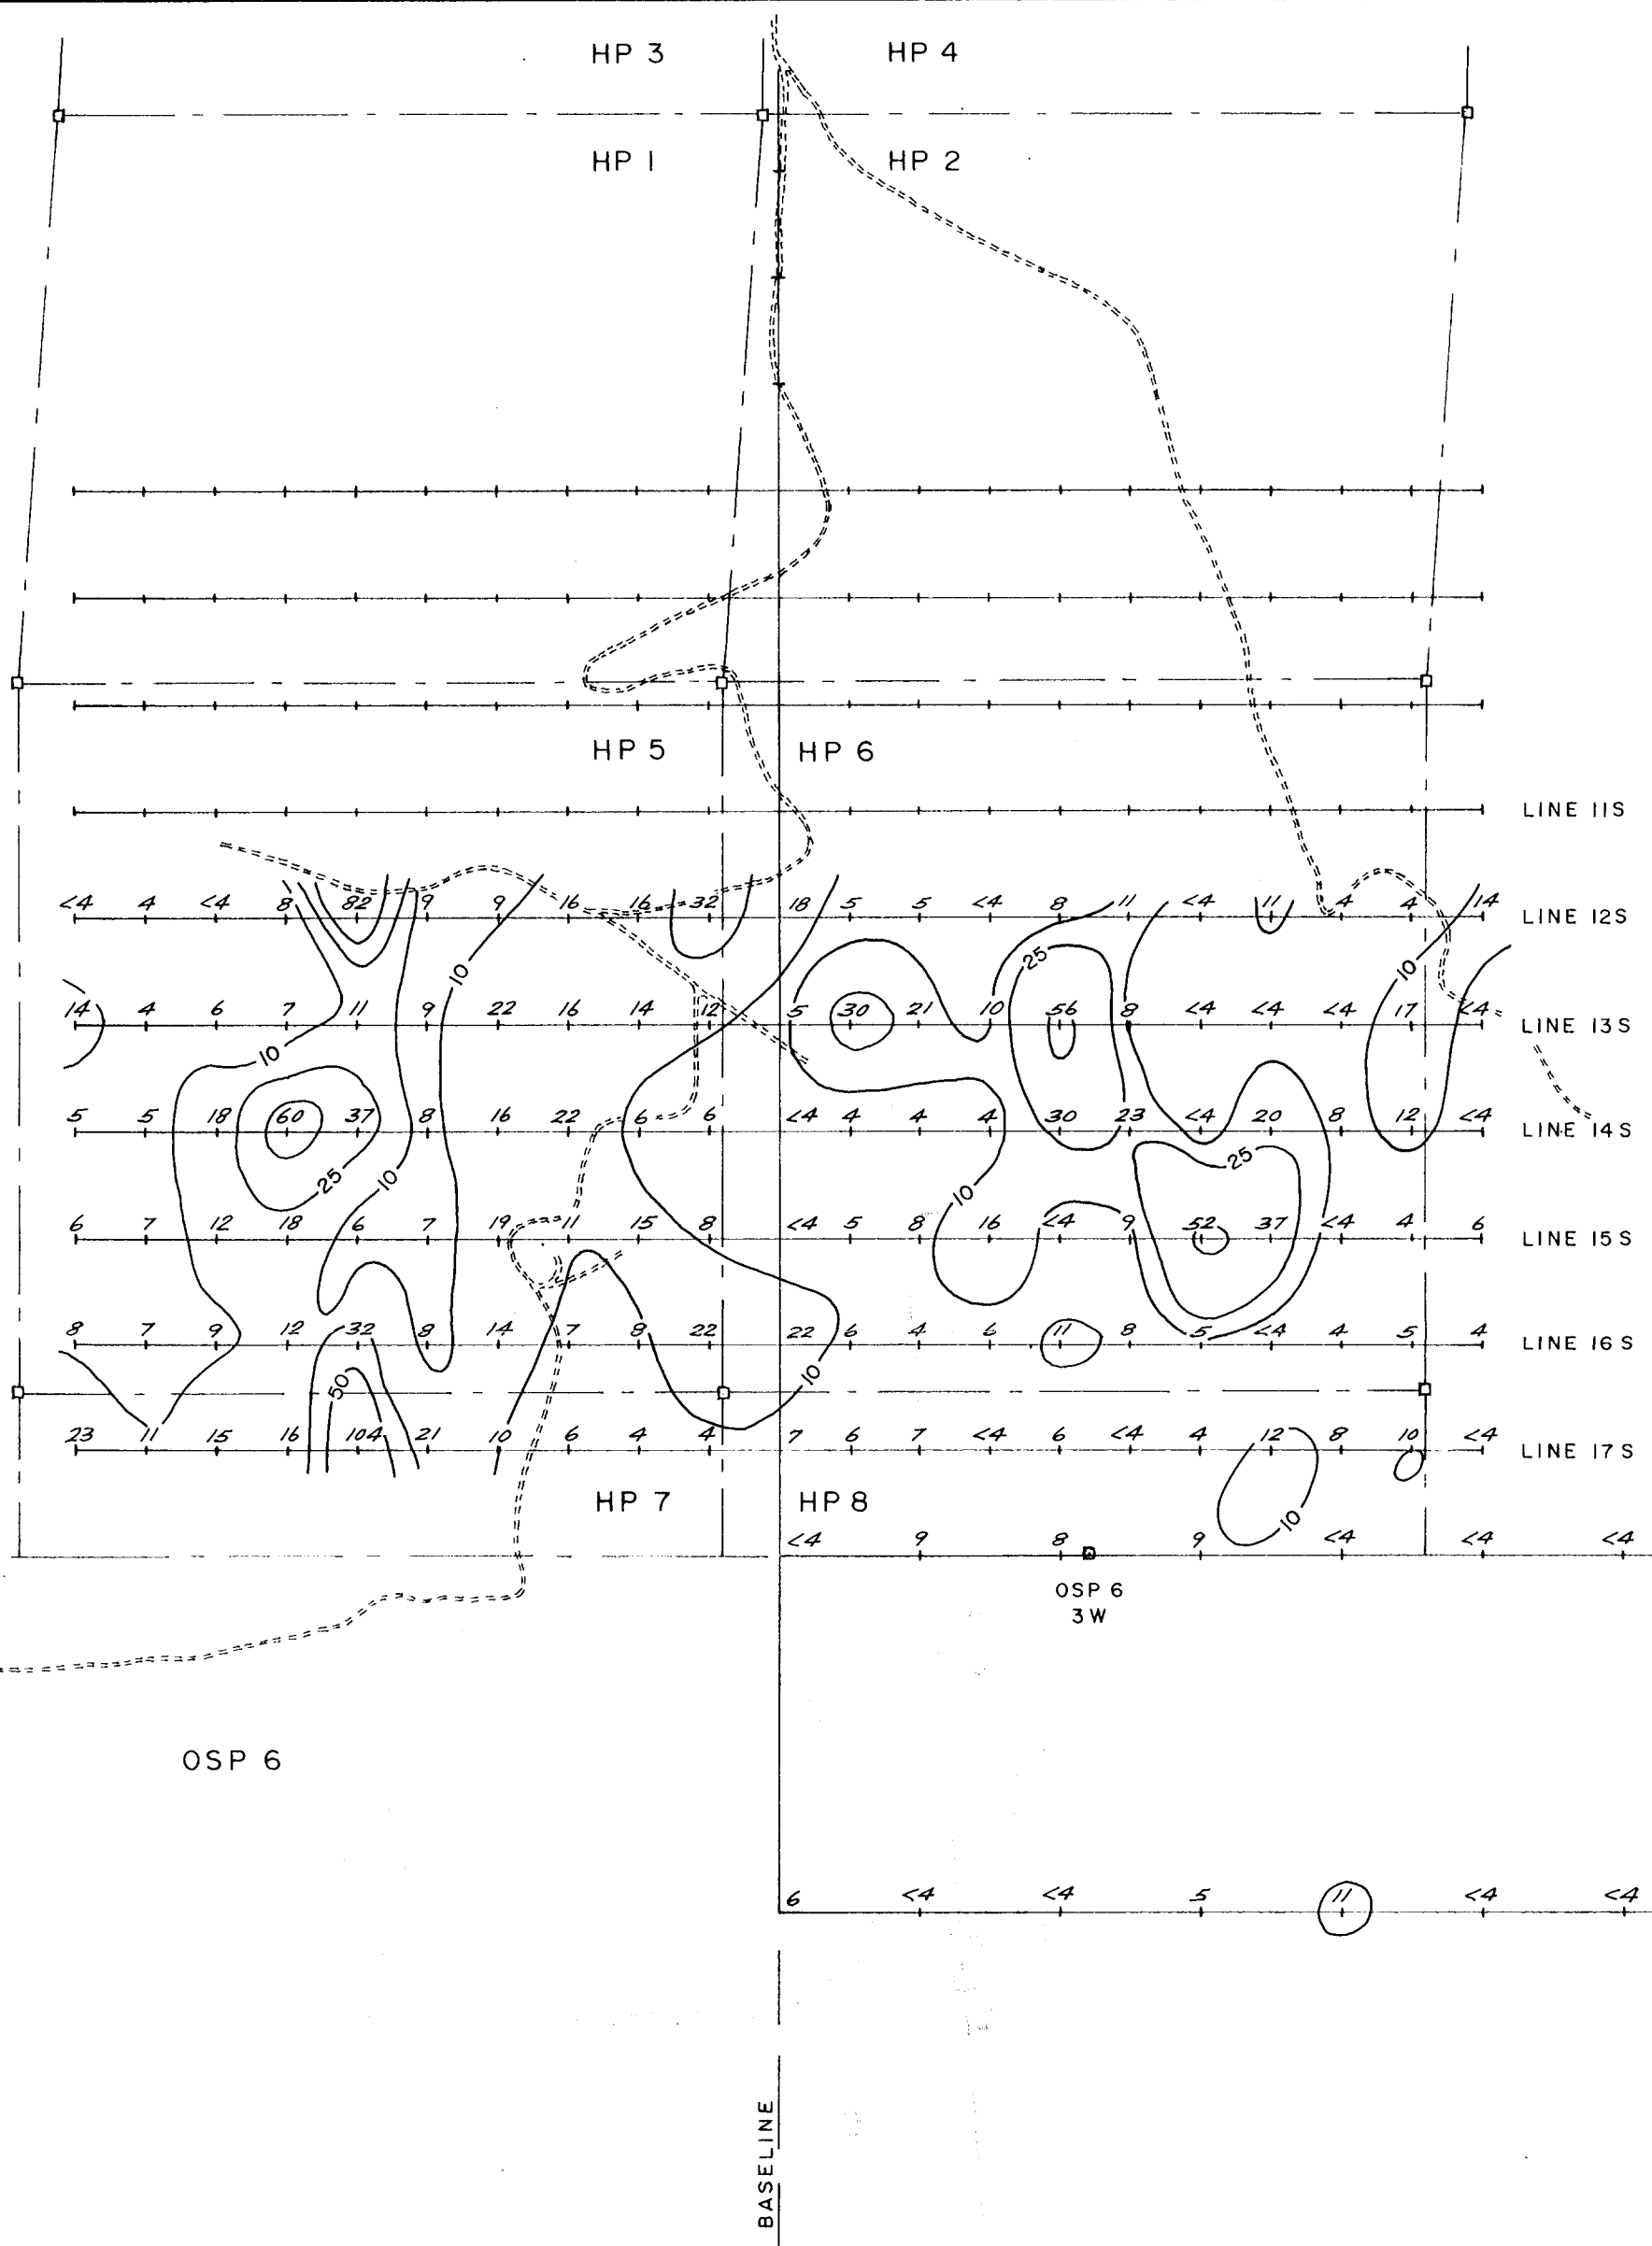 HP 3 HP 4
HP 1 HP 2
HP 5 HP 6
LINE 11S
<4 4 <4 8 82 9 9 16 16 32 18 5 5 <4 8 11 <4 11 4 4 14 LINE 12S
10 25 10
14 4 6 7 11 9 22 16 14 12 5 30 21 10 56 8 <4 <4 <4 17 <4 LINE 13S
10
5 5 18 60 37 8 16 22 6 6 <4 4 4 4 30 23 <4 20 8 12 <4 LINE 14S
25 10 10 25
6 7 12 18 6 7 19 11 15 8 <4 5 8 16 <4 9 52 37 <4 4 6 LINE 15S
8 7 9 12 32 8 14 7 8 22 22 6 4 6 11 8 5 <4 4 5 4 LINE 16S
50 10
23 11 15 16 104 21 10 6 4 4 7 6 7 <4 6 <4 4 12 8 10 <4 LINE 17S
HP 7 HP 8
10
<4 9 8 9 <4 <4 <4
OSP 6
3 W
OSP 6
6 <4 <4 5 11 <4 <4
BASELINE